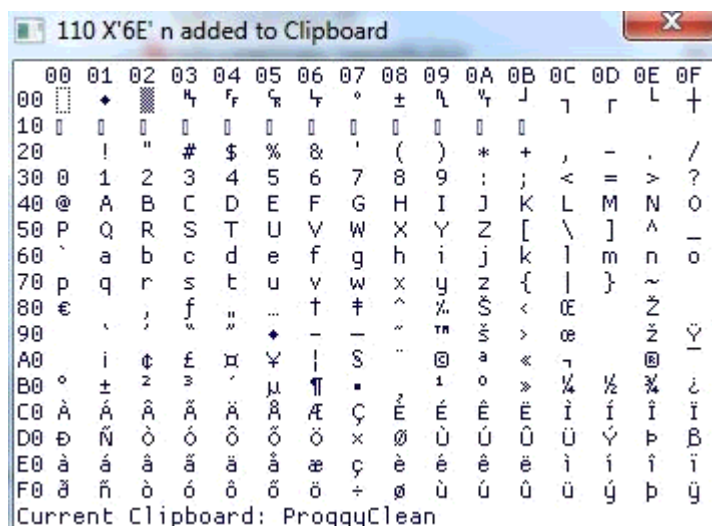 110 X'6E' n added to Clipboard
00 01 02 03 04 05 06 07 08 09 0A 0B 0C 0D 0E 0F
00 ◆ ▒ ␉ ␌ ␍ ␊ ° ± ␤ ␋ ┘ ┐ ┌ └ ┼
10
20 ! " # $ % & ' ( ) * + , - . /
30 0 1 2 3 4 5 6 7 8 9 : ; < = > ?
40 @ A B C D E F G H I J K L M N O
50 P Q R S T U V W X Y Z [ \ ] ^ _
60 ` a b c d e f g h i j k l m n o
70 p q r s t u v w x y z { | } ~
80 € ‚ ƒ „ … † ‡ ˆ ‰ Š ‹ Œ Ž
90 ‘ ’ “ ” ◆ – — ˜ ™ š › œ ž Ÿ
A0 ¡ ¢ £ ¤ ¥ ¦ § ¨ © ª « ¬ ® ¯
B0 ° ± ² ³ ´ µ ¶ · ¸ ¹ º » ¼ ½ ¾ ¿
C0 À Á Â Ã Ä Å Æ Ç È É Ê Ë Ì Í Î Ï
D0 Ð Ñ Ò Ó Ô Õ Ö × Ø Ù Ú Û Ü Ý Þ ß
E0 à á â ã ä å æ ç è é ê ë ì í î ï
F0 ð ñ ò ó ô õ ö ÷ ø ù ú û ü ý þ ÿ
Current Clipboard: ProggyClean